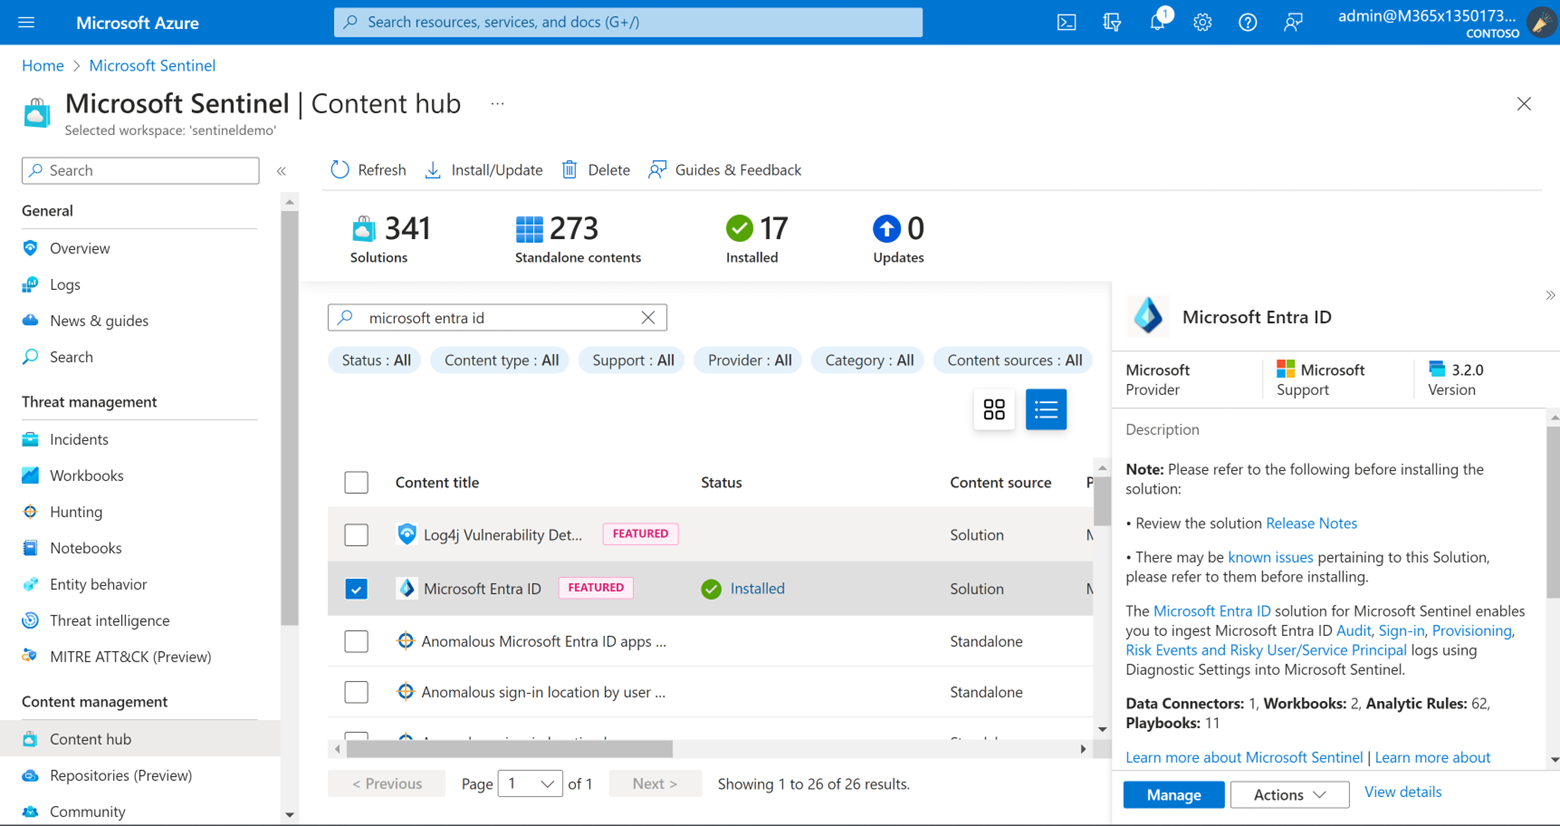 Microsoft Azure
Search resources, services, and docs (G+/)
1
admin@M365x1350173...
CONTOSO
Home > Microsoft Sentinel
Microsoft Sentinel | Content hub ...
Selected workspace: 'sentineldemo'
Search
«
General
Overview
Logs
News & guides
Search
Threat management
Incidents
Workbooks
Hunting
Notebooks
Entity behavior
Threat intelligence
MITRE ATT&CK (Preview)
Content management
Content hub
Repositories (Preview)
Community
Refresh Install/Update Delete Guides & Feedback
341 273 17 0
Solutions Standalone contents Installed Updates
microsoft entra id
Status : All Content type : All Support : All Provider : All Category : All Content sources : All
Content title Status Content source P
Log4j Vulnerability Det... FEATURED Solution
Microsoft Entra ID FEATURED Installed Solution
Anomalous Microsoft Entra ID apps ... Standalone
Anomalous sign-in location by user ... Standalone
< Previous Page 1 of 1 Next > Showing 1 to 26 of 26 results.
»
Microsoft Entra ID
Microsoft Microsoft 3.2.0
Provider Support Version
Description
Note: Please refer to the following before installing the
solution:
• Review the solution Release Notes
• There may be known issues pertaining to this Solution,
please refer to them before installing.
The Microsoft Entra ID solution for Microsoft Sentinel enables
you to ingest Microsoft Entra ID Audit, Sign-in, Provisioning,
Risk Events and Risky User/Service Principal logs using
Diagnostic Settings into Microsoft Sentinel.
Data Connectors: 1, Workbooks: 2, Analytic Rules: 62,
Playbooks: 11
Learn more about Microsoft Sentinel | Learn more about
Manage Actions View details